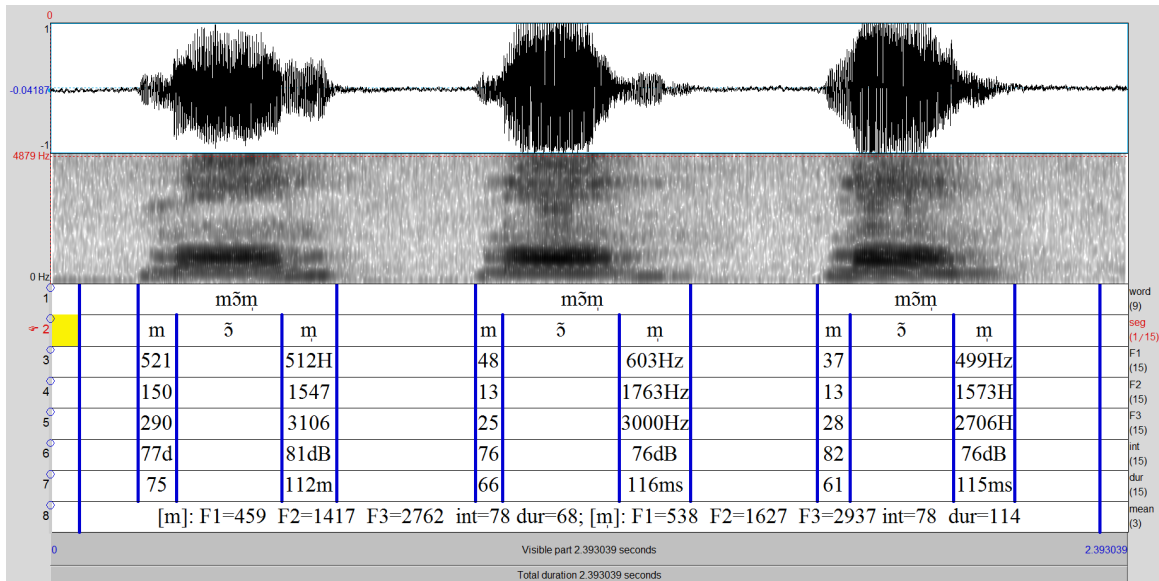 0
1
-0.04187
-1
4879 Hz
0 Hz
1 mɔ̃m̩ mɔ̃m̩ mɔ̃m̩ word (9)
2 m ɔ̃ m̩ m ɔ̃ m̩ m ɔ̃ m̩ seg (1/15)
3 521 512H 48 603Hz 37 499Hz F1 (15)
4 150 1547 13 1763Hz 13 1573H F2 (15)
5 290 3106 25 3000Hz 28 2706H F3 (15)
6 77d 81dB 76 76dB 82 76dB int (15)
7 75 112m 66 116ms 61 115ms dur (15)
8 [m]: F1=459 F2=1417 F3=2762 int=78 dur=68; [m̩]: F1=538 F2=1627 F3=2937 int=78 dur=114 mean (3)
0 Visible part 2.393039 seconds 2.393039
Total duration 2.393039 seconds